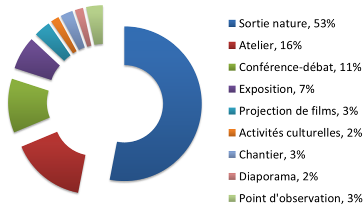 Sortie nature, 53%
Atelier, 16%
Conférence-débat, 11%
Exposition, 7%
Projection de films, 3%
Activités culturelles, 2%
Chantier, 3%
Diaporama, 2%
Point d'observation, 3%